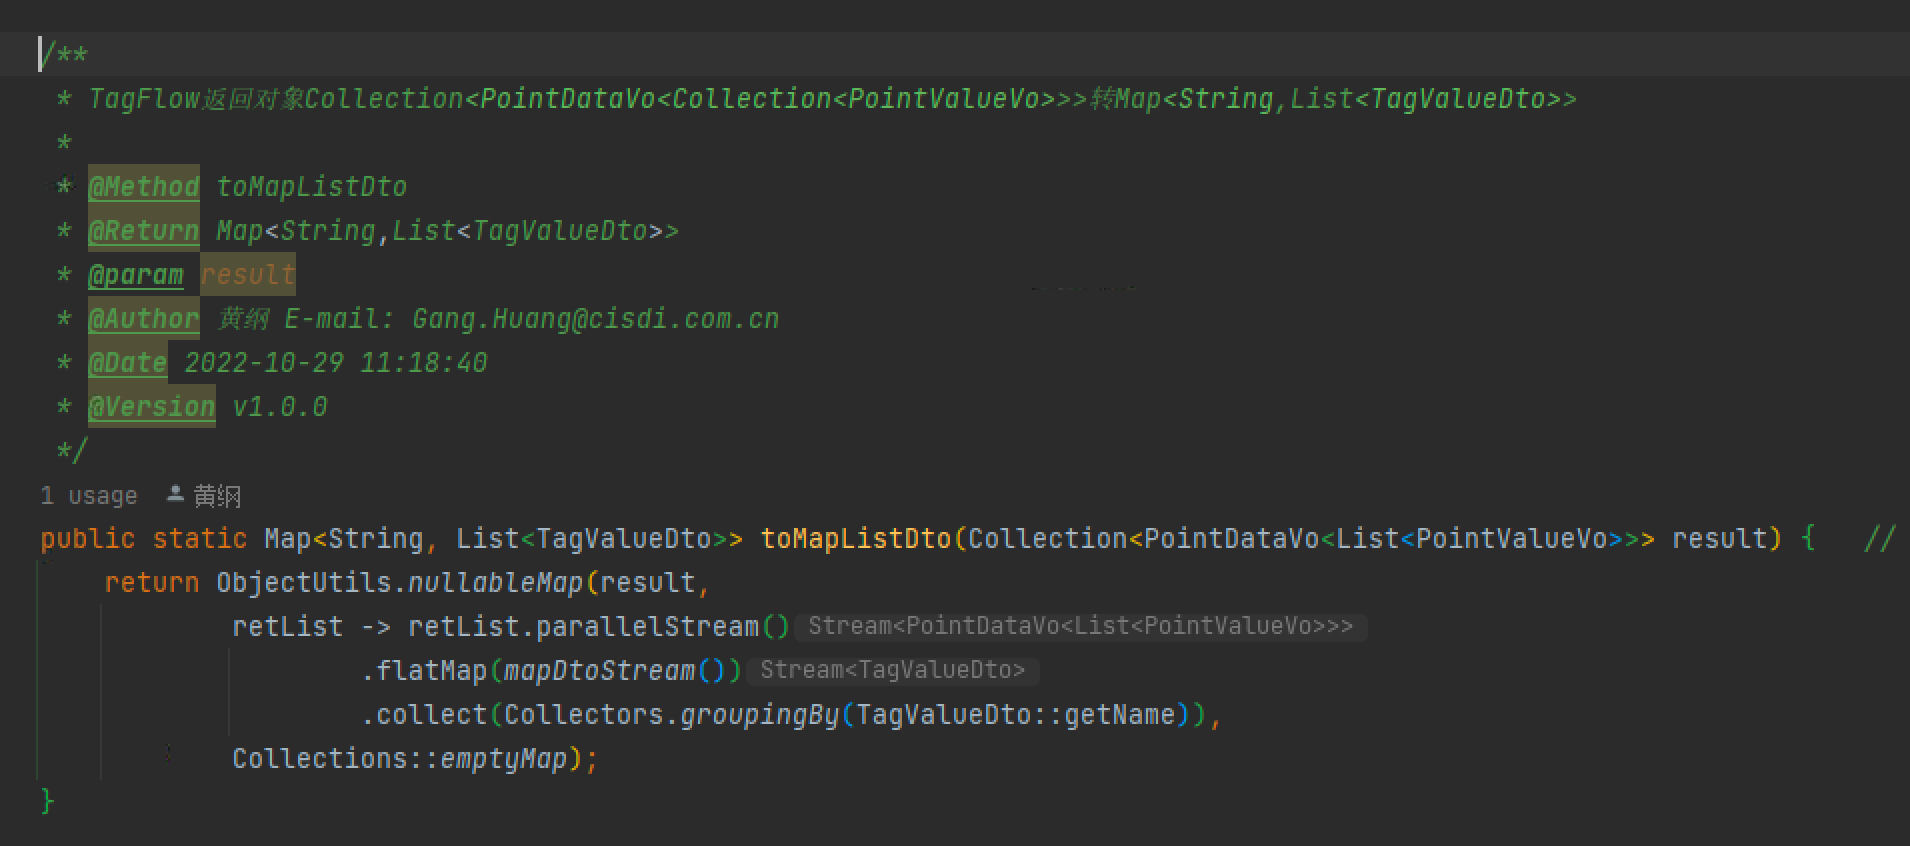 /**
* TagFlow返回对象Collection<PointDataVo<Collection<PointValueVo>>>转Map<String,List<TagValueDto>>
*
* @Method toMapListDto
* @Return Map<String,List<TagValueDto>>
* @param result
* @Author 黄纲 E-mail: Gang.Huang@cisdi.com.cn
* @Date 2022-10-29 11:18:40
* @Version v1.0.0
*/
1 usage 黄纲
public static Map<String, List<TagValueDto>> toMapListDto(Collection<PointDataVo<List<PointValueVo>>> result) { //
return ObjectUtils.nullableMap(result,
retList -> retList.parallelStream() Stream<PointDataVo<List<PointValueVo>>>
.flatMap(mapDtoStream()) Stream<TagValueDto>
.collect(Collectors.groupingBy(TagValueDto::getName)),
Collections::emptyMap);
}